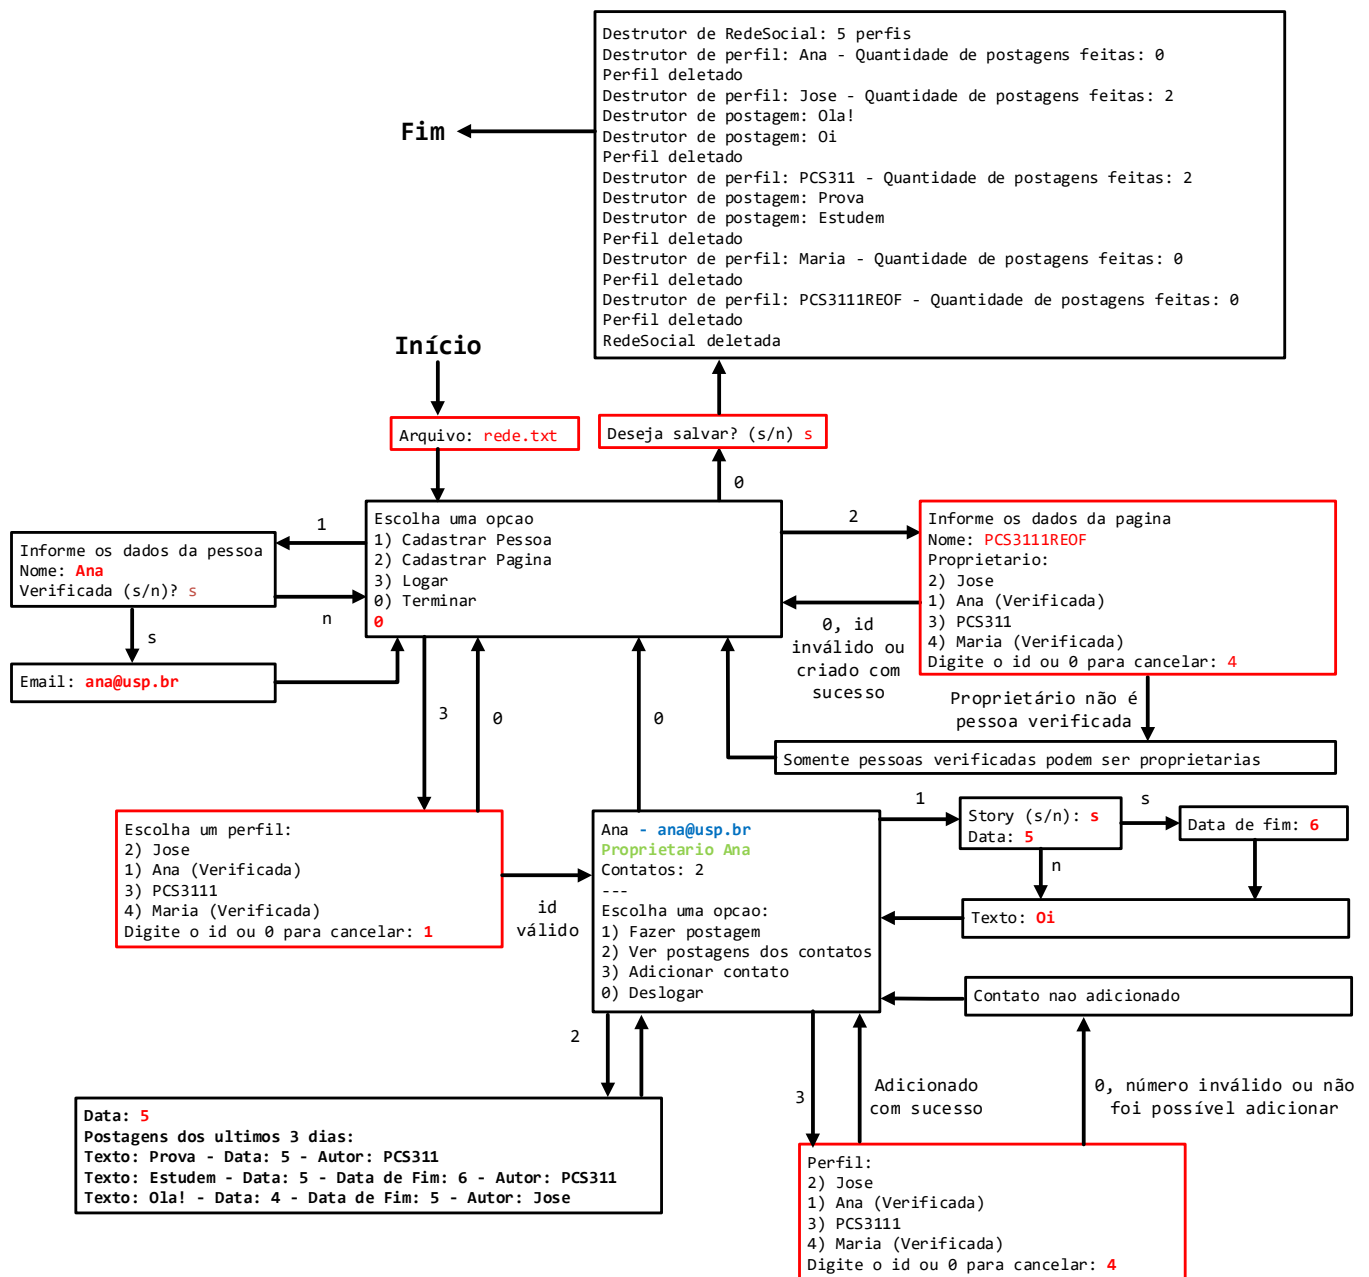 Destrutor de RedeSocial: 5 perfis
Destrutor de perfil: Ana - Quantidade de postagens feitas: 0
Perfil deletado
Destrutor de perfil: Jose - Quantidade de postagens feitas: 2
Destrutor de postagem: Ola!
Destrutor de postagem: Oi
Perfil deletado
Destrutor de perfil: PCS311 - Quantidade de postagens feitas: 2
Destrutor de postagem: Prova
Destrutor de postagem: Estudem
Perfil deletado
Destrutor de perfil: Maria - Quantidade de postagens feitas: 0
Perfil deletado
Destrutor de perfil: PCS3111REOF - Quantidade de postagens feitas: 0
Perfil deletado
RedeSocial deletada
Fim
Início
Arquivo: rede.txt
Deseja salvar? (s/n) s
0
Escolha uma opcao
1) Cadastrar Pessoa
2) Cadastrar Pagina
3) Logar
0) Terminar
0
1
Informe os dados da pessoa
Nome: Ana
Verificada (s/n)? s
n
s
Email: ana@usp.br
2
Informe os dados da pagina
Nome: PCS3111REOF
Proprietario:
2) Jose
1) Ana (Verificada)
3) PCS311
4) Maria (Verificada)
Digite o id ou 0 para cancelar: 4
0, id
inválido ou
criado com
sucesso
Proprietário não é
pessoa verificada
Somente pessoas verificadas podem ser proprietarias
3
0
0
Escolha um perfil:
2) Jose
1) Ana (Verificada)
3) PCS3111
4) Maria (Verificada)
Digite o id ou 0 para cancelar: 1
id
válido
Ana - ana@usp.br
Proprietario Ana
Contatos: 2
---
Escolha uma opcao:
1) Fazer postagem
2) Ver postagens dos contatos
3) Adicionar contato
0) Deslogar
1
Story (s/n): s
Data: 5
s
Data de fim: 6
n
Texto: Oi
Contato nao adicionado
2
Data: 5
Postagens dos ultimos 3 dias:
Texto: Prova - Data: 5 - Autor: PCS311
Texto: Estudem - Data: 5 - Data de Fim: 6 - Autor: PCS311
Texto: Ola! - Data: 4 - Data de Fim: 5 - Autor: Jose
3
Adicionado
com sucesso
0, número inválido ou não
foi possível adicionar
Perfil:
2) Jose
1) Ana (Verificada)
3) PCS3111
4) Maria (Verificada)
Digite o id ou 0 para cancelar: 4